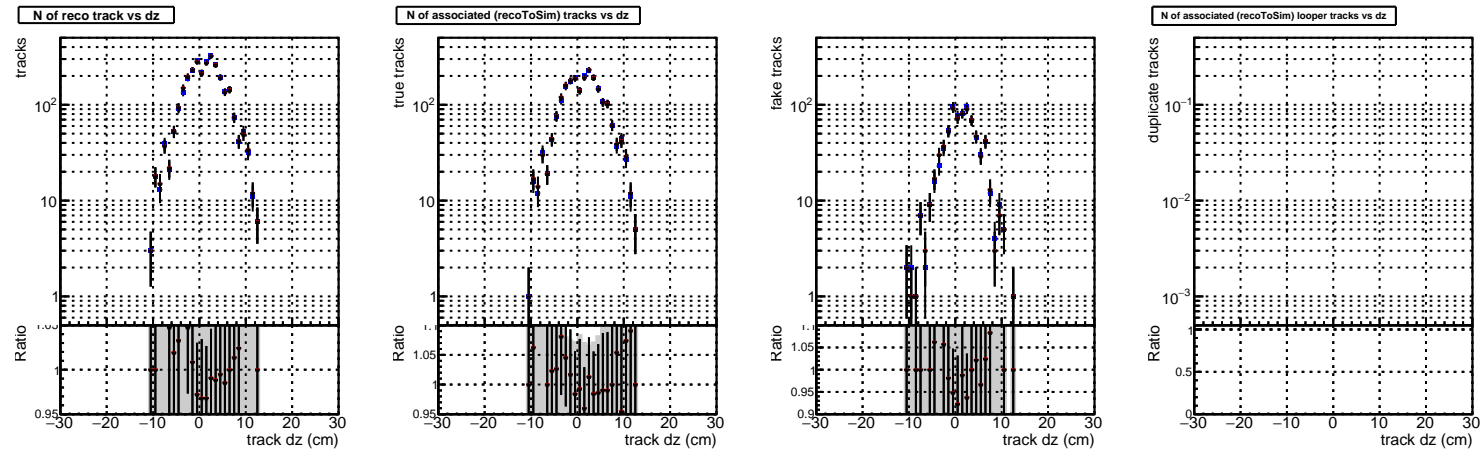 N of reco track vs dz
tracks
10²
10
1
Ratio
1
0.95
−30 −20 −10 0 10 20 30
track dz (cm)
N of associated (recoToSim) tracks vs dz
true tracks
10²
10
1
Ratio
1.05
1
0.95
−30 −20 −10 0 10 20 30
track dz (cm)
fake tracks
10²
10
1
Ratio
1.1
1.05
1
0.95
0.9
−30 −20 −10 0 10 20 30
track dz (cm)
N of associated (recoToSim) looper tracks vs dz
duplicate tracks
10⁻¹
10⁻²
10⁻³
Ratio
1
0.5
0
−30 −20 −10 0 10 20 30
track dz (cm)